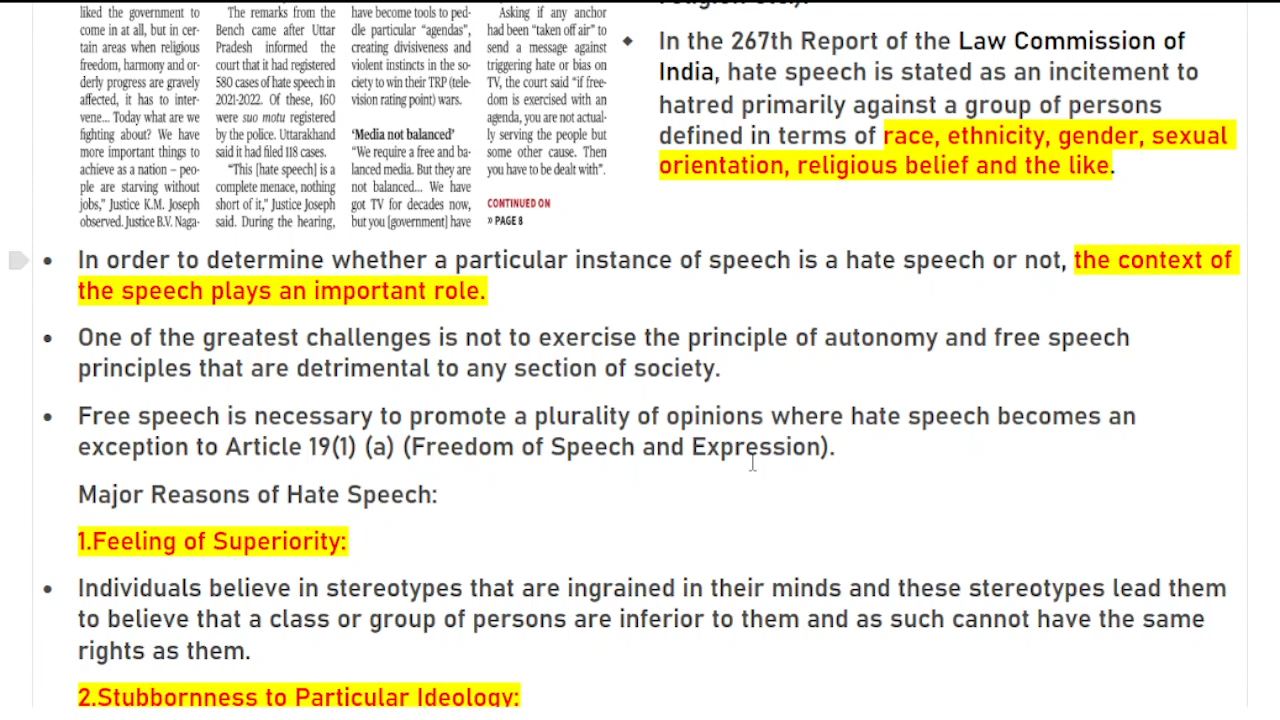 liked the government to
come in at all, but in cer-
tain areas when religious
freedom, harmony and or-
derly progress are gravely
affected, it has to inter-
vene... Today what are we
fighting about? We have
more important things to
achieve as a nation – peo-
ple are starving without
jobs,” Justice K.M. Joseph
observed. Justice B.V. Naga-
The remarks from the
Bench came after Uttar
Pradesh informed the
court that it had registered
580 cases of hate speech in
2021-2022. Of these, 160
were suo motu registered
by the police. Uttarakhand
said it had filed 118 cases.
“This [hate speech] is a
complete menace, nothing
short of it,” Justice Joseph
said. During the hearing,
have become tools to ped-
dle particular “agendas”,
creating divisiveness and
violent instincts in the so-
ciety to win their TRP (tele-
vision rating point) wars.
‘Media not balanced’
“We require a free and ba-
lanced media. But they are
not balanced... We have
got TV for decades now,
but you [government] have
Asking if any anchor
had been “taken off air” to
send a message against
triggering hate or bias on
TV, the court said “if free-
dom is exercised with an
agenda, you are not actual-
ly serving the people but
some other cause. Then
you have to be dealt with”.
CONTINUED ON
» PAGE 8
◆ In the 267th Report of the Law Commission of
India, hate speech is stated as an incitement to
hatred primarily against a group of persons
defined in terms of race, ethnicity, gender, sexual
orientation, religious belief and the like.
• In order to determine whether a particular instance of speech is a hate speech or not, the context of
the speech plays an important role.
• One of the greatest challenges is not to exercise the principle of autonomy and free speech
principles that are detrimental to any section of society.
• Free speech is necessary to promote a plurality of opinions where hate speech becomes an
exception to Article 19(1) (a) (Freedom of Speech and Expression).
Major Reasons of Hate Speech:
1.Feeling of Superiority:
• Individuals believe in stereotypes that are ingrained in their minds and these stereotypes lead them
to believe that a class or group of persons are inferior to them and as such cannot have the same
rights as them.
2.Stubbornness to Particular Ideology: